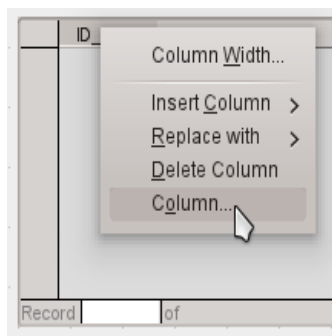 ID_
Column Width...
Insert Column >
Replace with >
Delete Column
Column...
Record of